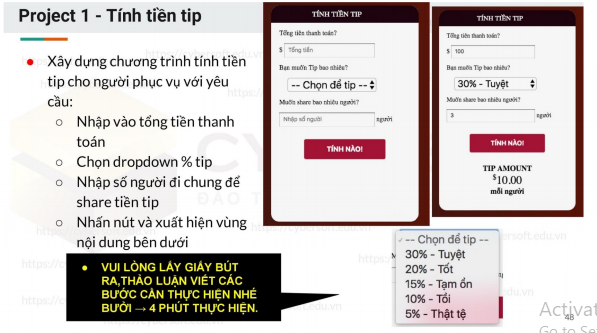 Project 1 - Tính tiền tip
Xây dựng chương trình tính tiền
tip cho người phục vụ với yêu
cầu:
Nhập vào tổng tiền thanh
toán
Chọn dropdown % tip
Nhập số người đi chung để
share tiền tip
Nhấn nút và xuất hiện vùng
nội dung bên dưới
VUI LÒNG LẤY GIẤY BÚT
RA,THẢO LUẬN VIẾT CÁC
BƯỚC CẦN THỰC HIỆN NHÉ
BƯỞI → 4 PHÚT THỰC HIỆN.
TÍNH TIỀN TIP
Tổng tiền thanh toán?
$ Tổng tiền
Bạn muốn Tip bao nhiêu?
-- Chọn để tip --
Muốn share bao nhiêu người?
Nhập số người người
TÍNH NÀO!
TÍNH TIỀN TIP
Tổng tiền thanh toán?
$ 100
Bạn muốn Tip bao nhiêu?
30% - Tuyệt
Muốn share bao nhiêu người?
3 người
TÍNH NÀO!
TIP AMOUNT
$10.00
mỗi người
✓ -- Chọn để tip --
30% - Tuyệt
20% - Tốt
15% - Tạm ổn
10% - Tồi
5% - Thật tệ
48